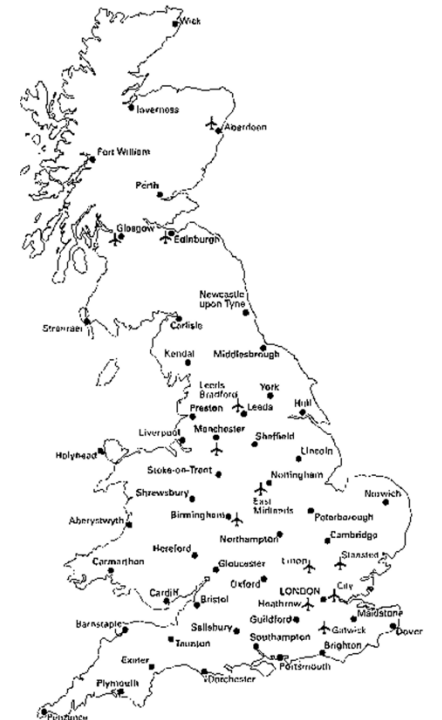 Wick
Inverness
Aberdeen
Fort William
Perth
Glasgow
Edinburgh
Newcastle
upon Tyne
Stranraer
Carlisle
Kendal
Middlesbrough
Leeds
Bradford
York
Preston
Leeds
Hull
Liverpool
Manchester
Sheffield
Holyhead
Lincoln
Stoke-on-Trent
Nottingham
Shrewsbury
East
Midlands
Norwich
Birmingham
Peterborough
Aberystwyth
Northampton
Cambridge
Hereford
Stansted
Carmarthen
Gloucester
Luton
Oxford
City
Cardiff
LONDON
Bristol
Heathrow
Maidstone
Barnstaple
Guildford
Salisbury
Gatwick
Dover
Taunton
Southampton
Brighton
Exeter
Portsmouth
Plymouth
Dorchester
Penzance